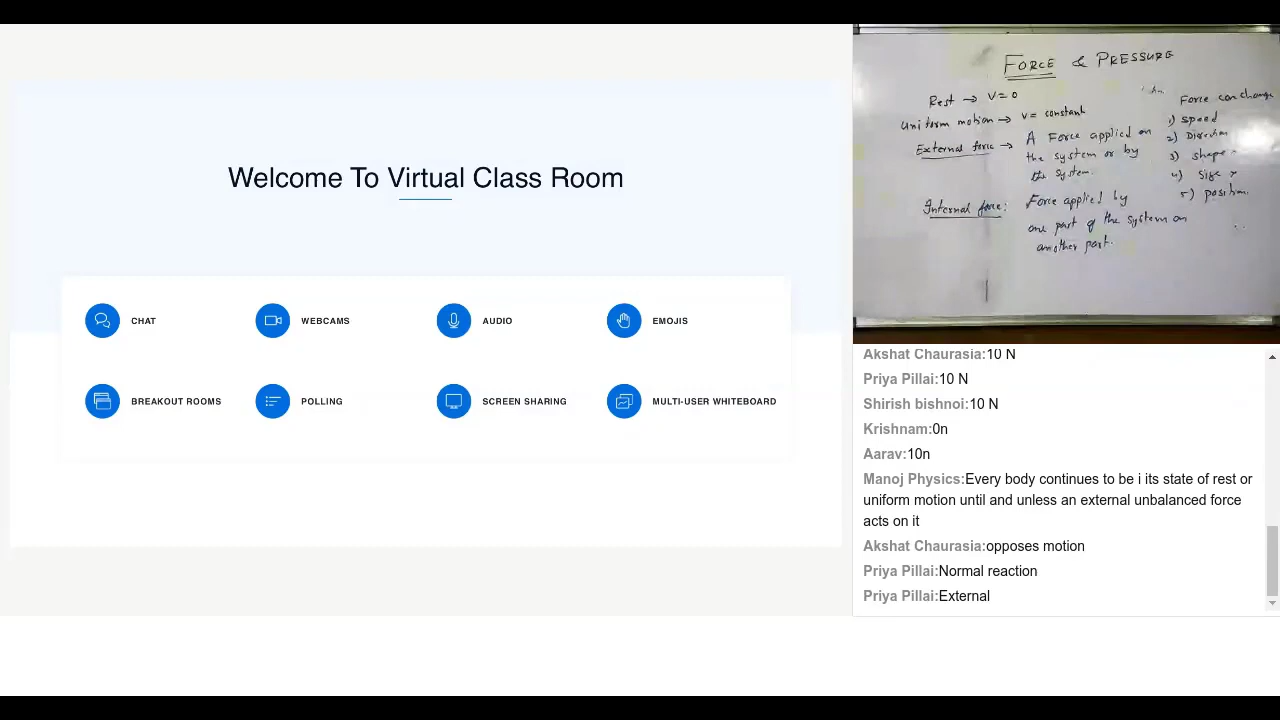 Welcome To Virtual Class Room
CHAT
WEBCAMS
AUDIO
EMOJIS
BREAKOUT ROOMS
POLLING
SCREEN SHARING
MULTI-USER WHITEBOARD
FORCE & PRESSURE
Rest → V = 0
Uniform motion → V = constant
External force → A Force applied on
the system or by
the system.
Internal force: Force applied by
one part of the system on
another part.
Force can change
1) speed
2) Direction
3) shape
4) size
5) position
Akshat Chaurasia:10 N
Priya Pillai:10 N
Shirish bishnoi:10 N
Krishnam:0n
Aarav:10n
Manoj Physics:Every body continues to be i its state of rest or
uniform motion until and unless an external unbalanced force
acts on it
Akshat Chaurasia:opposes motion
Priya Pillai:Normal reaction
Priya Pillai:External